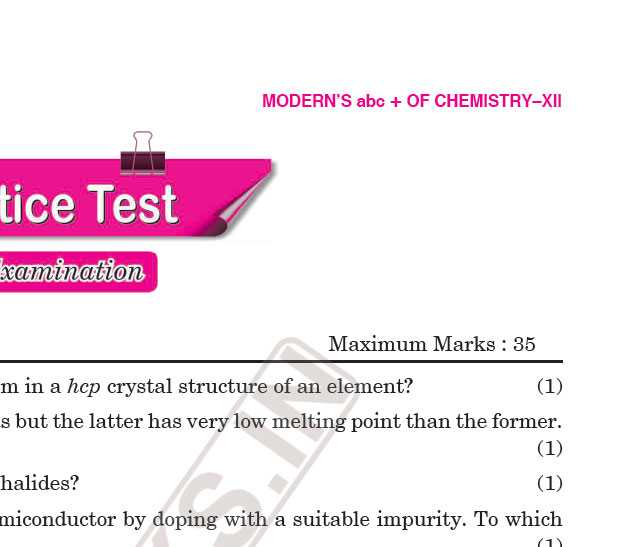 MODERN'S abc + OF CHEMISTRY–XII
tice Test
xamination
Maximum Marks : 35
m in a hcp crystal structure of an element? (1)
s but the latter has very low melting point than the former.
(1)
halides? (1)
miconductor by doping with a suitable impurity. To which
(1)
KS.IN